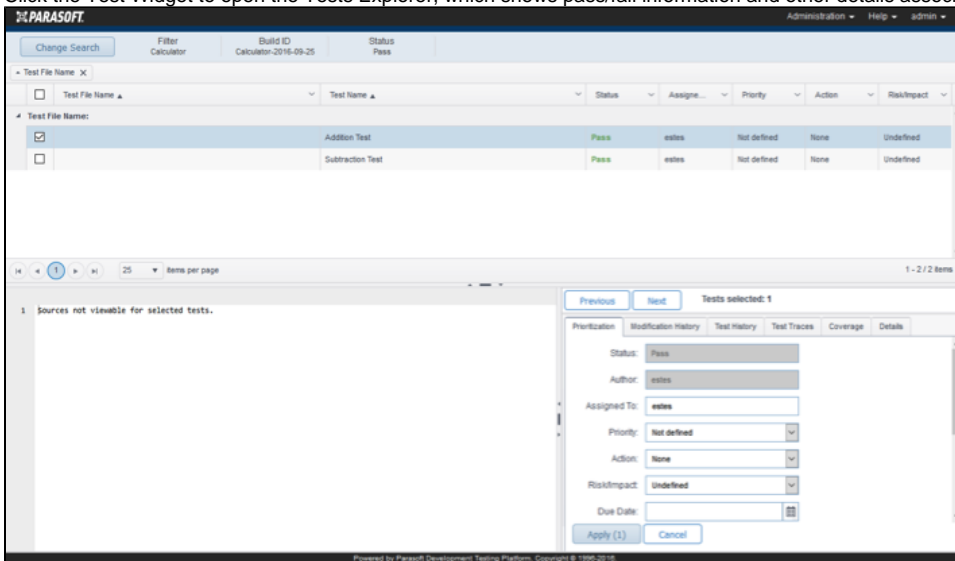 Click the Test Widget to open the Tests Explorer, which shows pass/fail information and other details assoc
PARASOFT.
Administration Help admin
Change Search
Filter
Calculator
Build ID
Calculator-2016-09-25
Status
Pass
Test File Name X
Test File Name Test Name Status Assigne... Priority Action Risk/Impact
Test File Name:
Addition Test Pass estes Not defined None Undefined
Subtraction Test Pass estes Not defined None Undefined
1 25 items per page 1 - 2 / 2 items
Previous Next Tests selected: 1
1 Sources not viewable for selected tests.
Prioritization Modification History Test History Test Traces Coverage Details
Status: Pass
Author: estes
Assigned To: estes
Priority: Not defined
Action: None
Risk/Impact: Undefined
Due Date:
Apply (1) Cancel
Powered by Parasoft Development Testing Platform. Copyright © 1996-2016